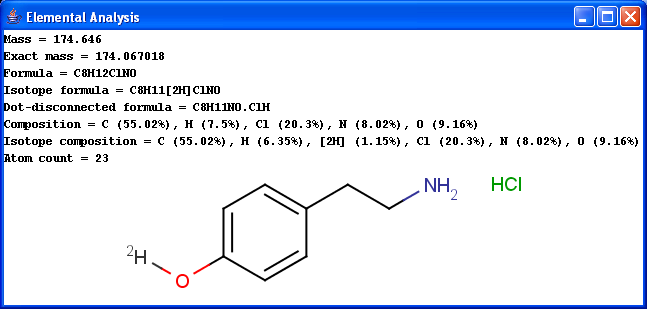 Elemental Analysis
Mass = 174.646
Exact mass = 174.067018
Formula = C8H12ClNO
Isotope formula = C8H11[2H]ClNO
Dot-disconnected formula = C8H11NO.ClH
Composition = C (55.02%), H (7.5%), Cl (20.3%), N (8.02%), O (9.16%)
Isotope composition = C (55.02%), H (6.35%), [2H] (1.15%), Cl (20.3%), N (8.02%), O (9.16%)
Atom count = 23
NH2 HCl
2H
O